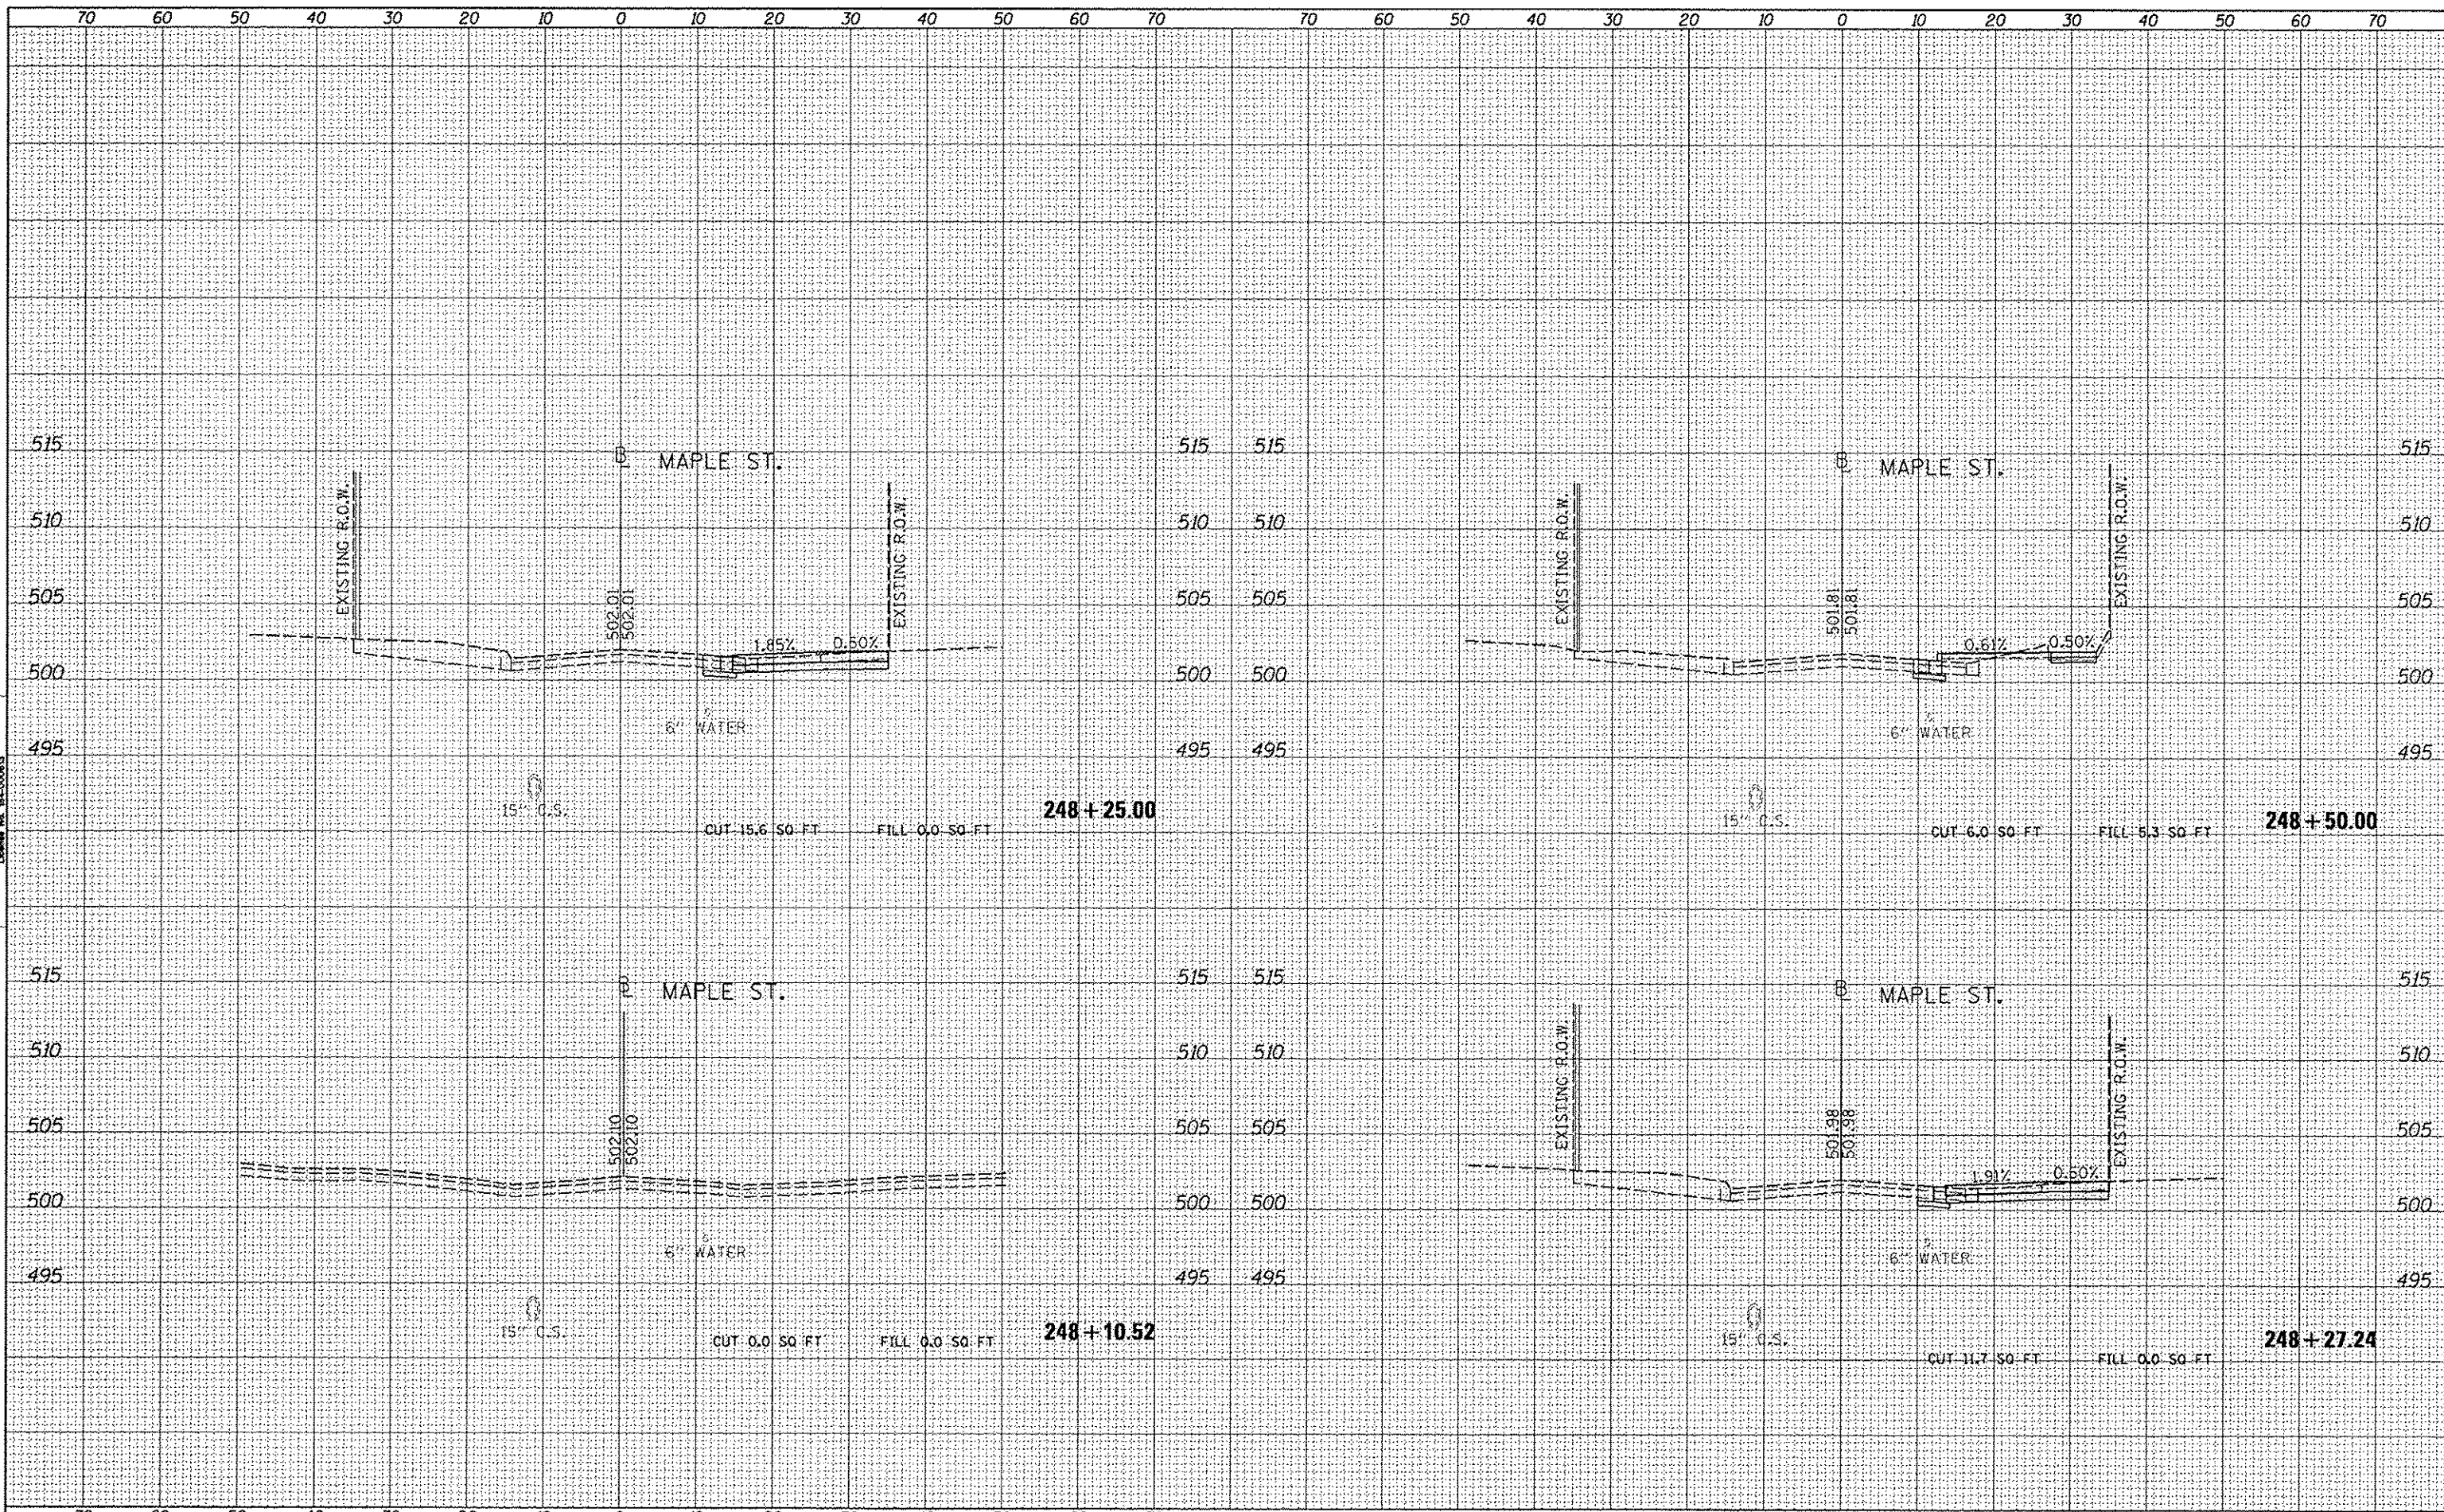 70 60 50 40 30 20 10 0 10 20 30 40 50 60 70 70 60 50 40 30 20 10 0 10 20 30 40 50 60 70
515 BL MAPLE ST. 515
510 510
505 505
500 500
495 495
EXISTING R.O.W.
502.01
502.01
1.85% 0.50%
EXISTING R.O.W.
6" WATER
15" C.S.
CUT 15.6 SQ FT FILL 0.0 SQ FT
248+25.00
515 BL MAPLE ST. 515
510 510
505 505
500 500
495 495
EXISTING R.O.W.
501.81
501.81
0.61% 0.50%
EXISTING R.O.W.
6" WATER
15" C.S.
CUT 6.0 SQ FT FILL 5.3 SQ FT
248+50.00
515 BL MAPLE ST. 515
510 510
505 505
500 500
495 495
502.10
502.10
6" WATER
15" C.S.
CUT 0.0 SQ FT FILL 0.0 SQ FT
248+10.52
515 BL MAPLE ST. 515
510 510
505 505
500 500
495 495
EXISTING R.O.W.
501.98
501.98
1.91% 0.50%
EXISTING R.O.W.
6" WATER
15" C.S.
CUT 11.7 SQ FT FILL 0.0 SQ FT
248+27.24